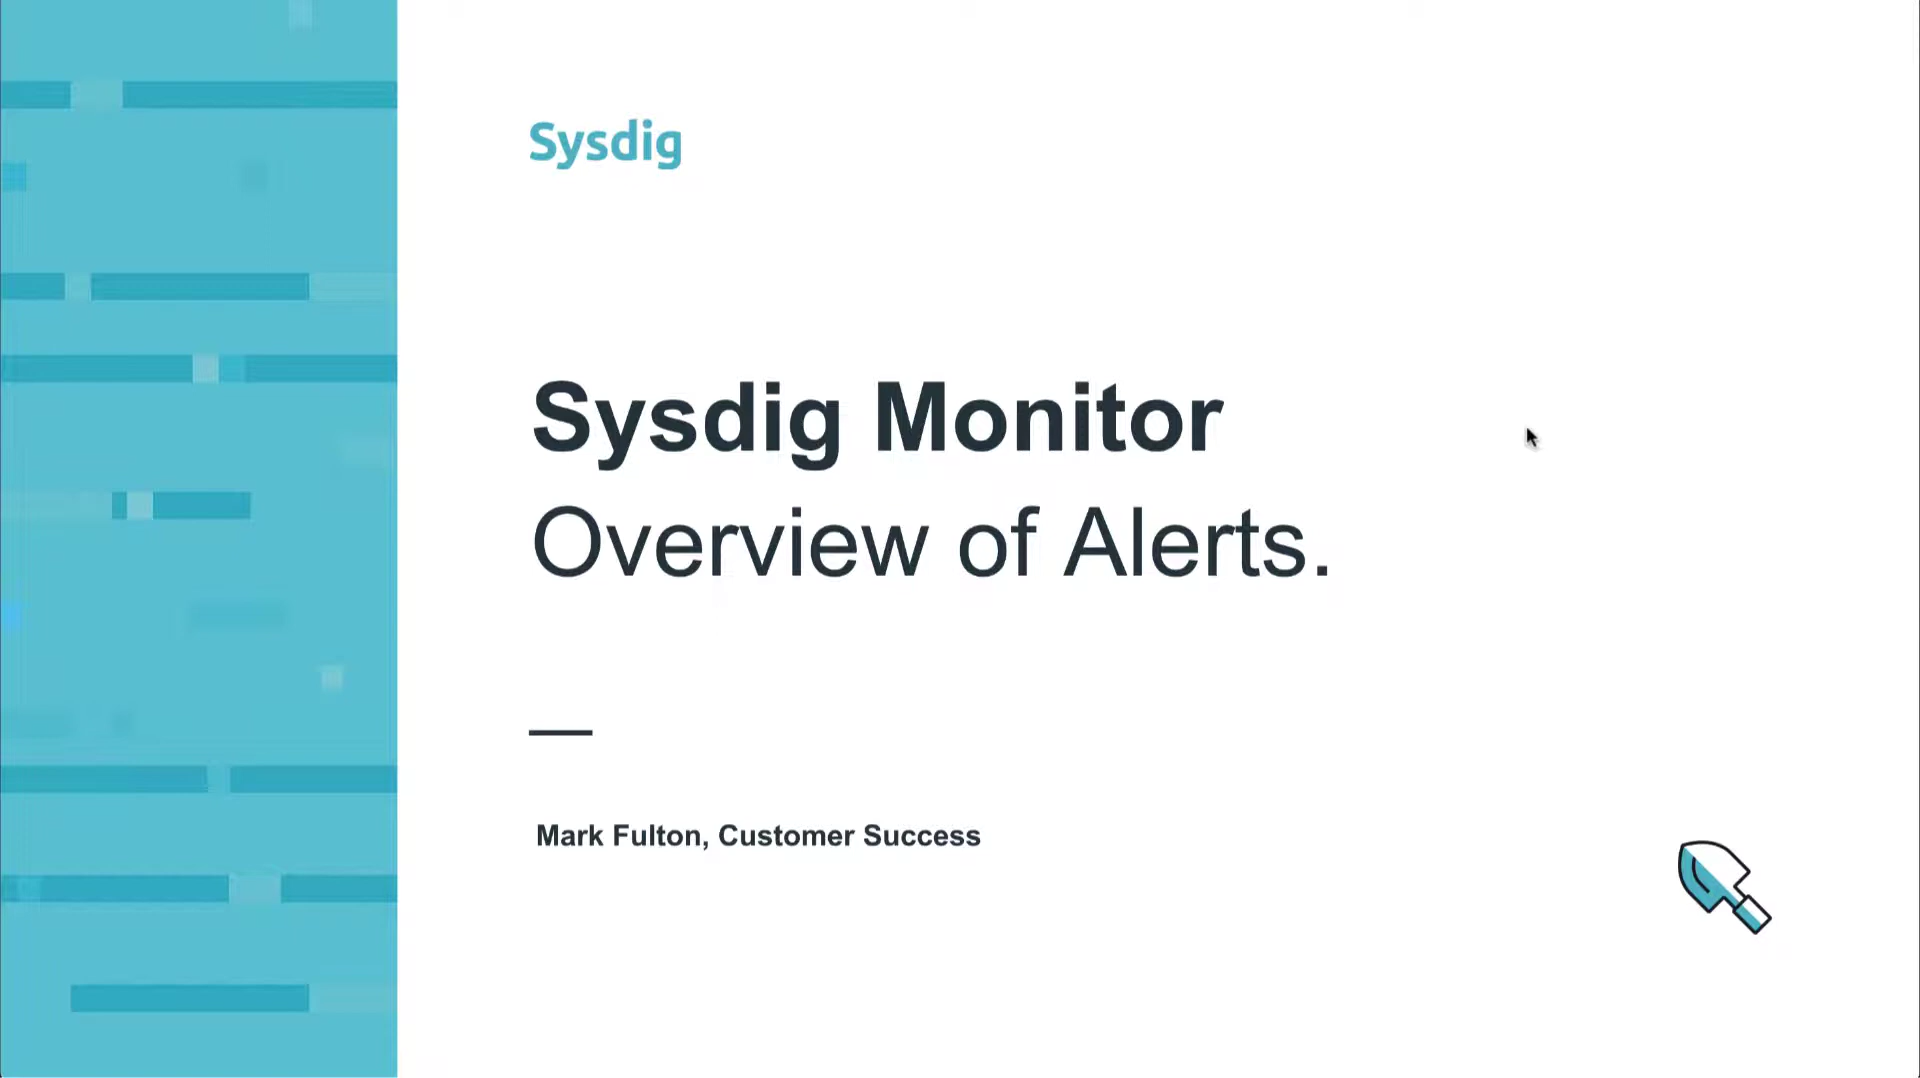 Sysdig
Sysdig Monitor
Overview of Alerts.
Mark Fulton, Customer Success